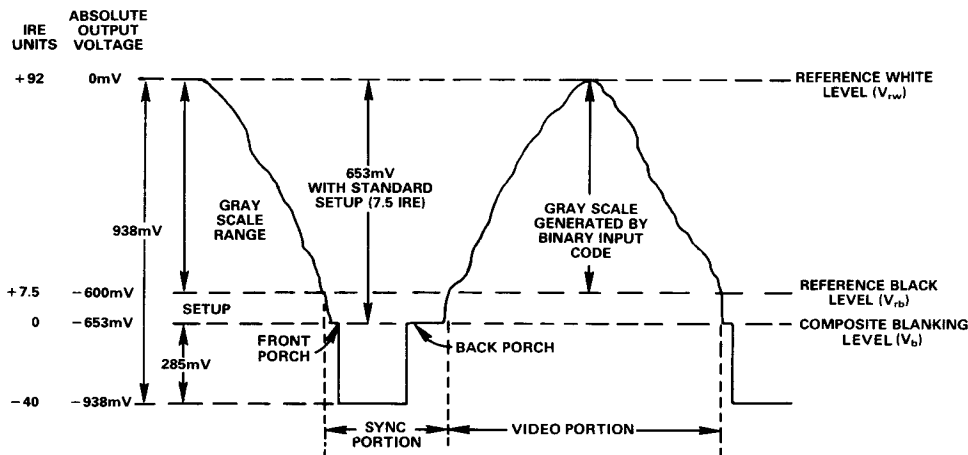 IRE
UNITS
ABSOLUTE
OUTPUT
VOLTAGE
+92
0mV
REFERENCE WHITE
LEVEL (Vrw)
653mV
WITH STANDARD
SETUP (7.5 IRE)
GRAY
SCALE
RANGE
GRAY SCALE
GENERATED BY
BINARY INPUT
CODE
938mV
+7.5
−600mV
REFERENCE BLACK
LEVEL (Vrb)
SETUP
0
−653mV
COMPOSITE BLANKING
LEVEL (Vb)
FRONT
PORCH
BACK PORCH
285mV
−40
−938mV
SYNC
PORTION
VIDEO PORTION